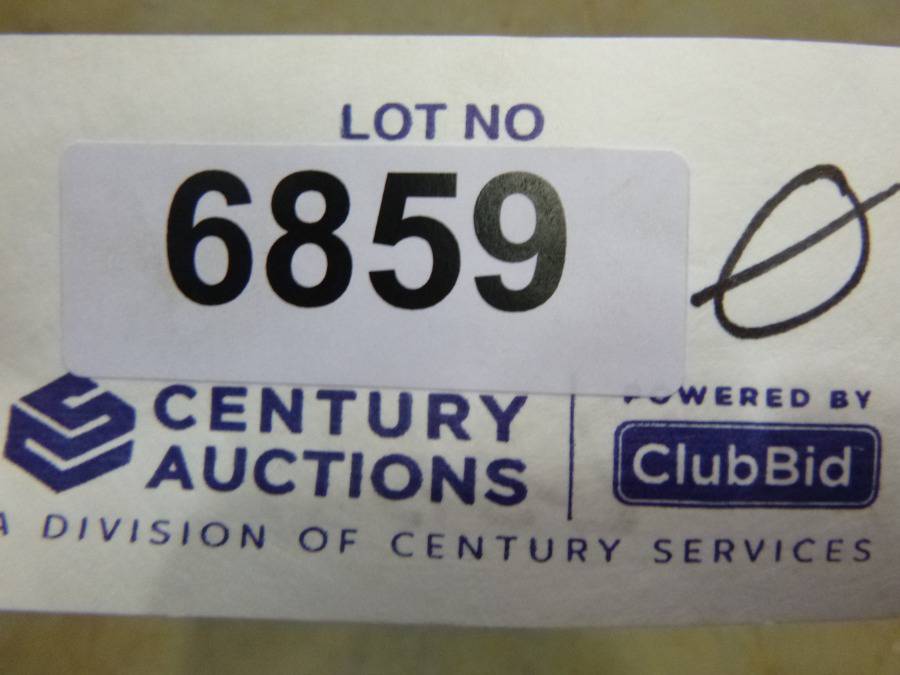 LOT NO
6859 Ø
CENTURY
AUCTIONS
POWERED BY
ClubBid
A DIVISION OF CENTURY SERVICES